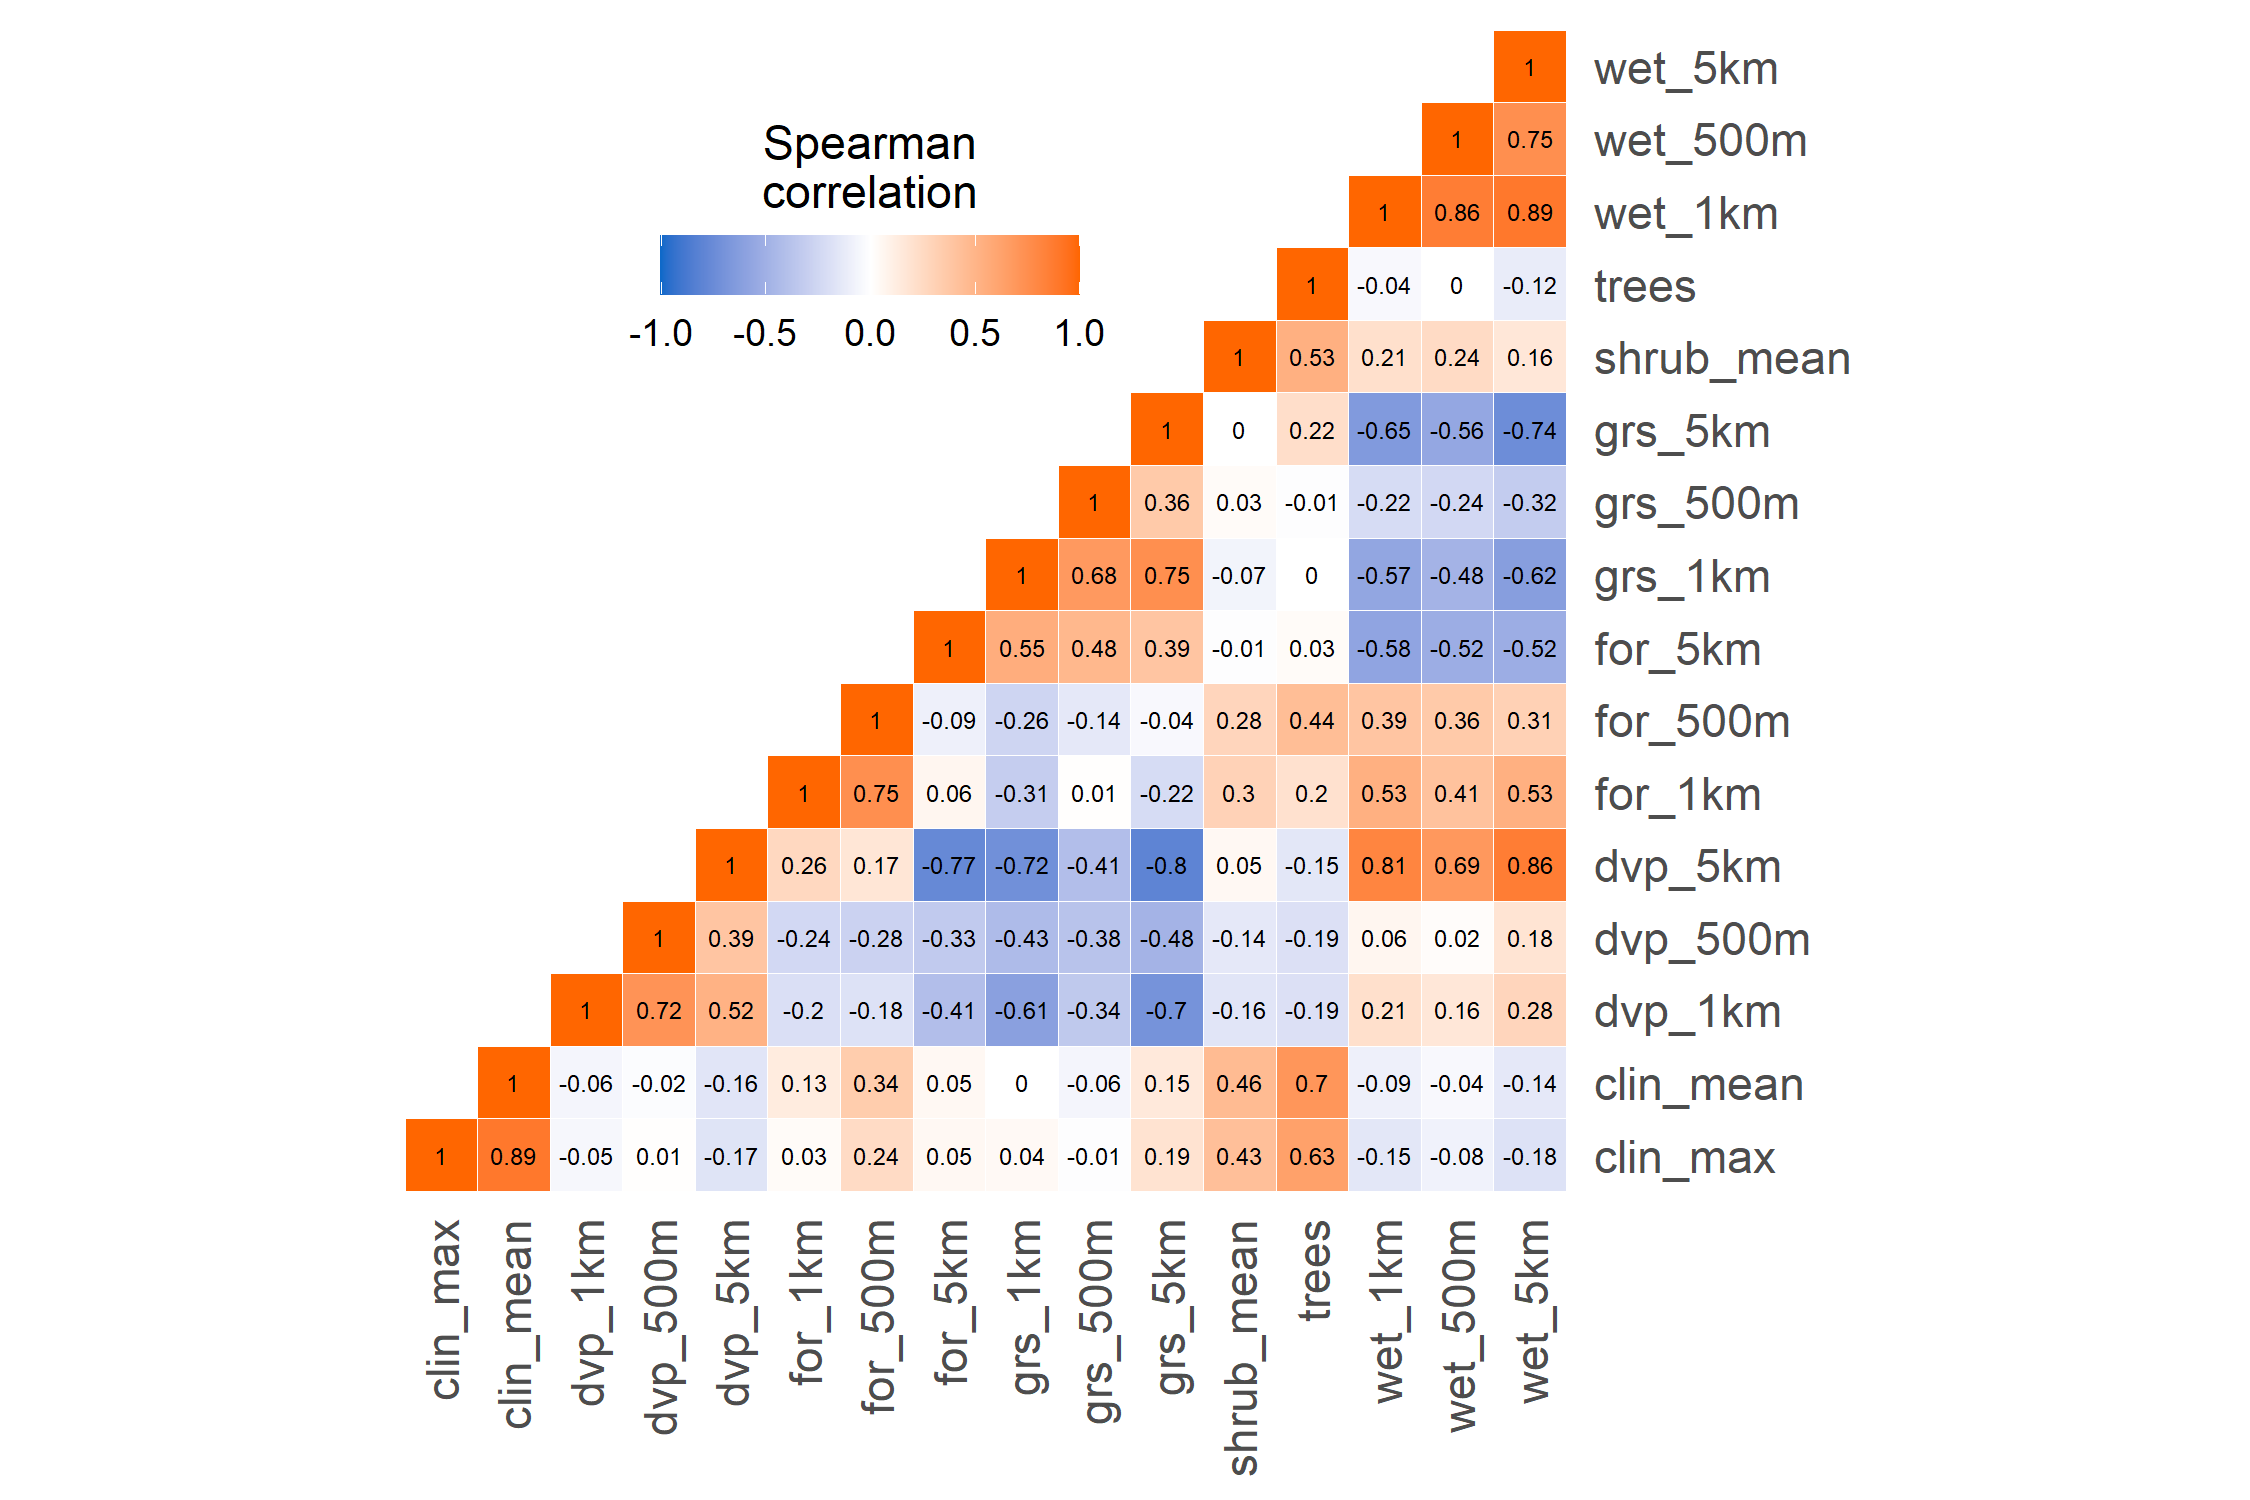 1 wet_5km
Spearman
correlation
1 0.75 wet_500m
1 0.86 0.89 wet_1km
1 -0.04 0 -0.12 trees
-1.0 -0.5 0.0 0.5 1.0
1 0.53 0.21 0.24 0.16 shrub_mean
1 0 0.22 -0.65 -0.56 -0.74 grs_5km
1 0.36 0.03 -0.01 -0.22 -0.24 -0.32 grs_500m
1 0.68 0.75 -0.07 0 -0.57 -0.48 -0.62 grs_1km
1 0.55 0.48 0.39 -0.01 0.03 -0.58 -0.52 -0.52 for_5km
1 -0.09 -0.26 -0.14 -0.04 0.28 0.44 0.39 0.36 0.31 for_500m
1 0.75 0.06 -0.31 0.01 -0.22 0.3 0.2 0.53 0.41 0.53 for_1km
1 0.26 0.17 -0.77 -0.72 -0.41 -0.8 0.05 -0.15 0.81 0.69 0.86 dvp_5km
1 0.39 -0.24 -0.28 -0.33 -0.43 -0.38 -0.48 -0.14 -0.19 0.06 0.02 0.18 dvp_500m
1 0.72 0.52 -0.2 -0.18 -0.41 -0.61 -0.34 -0.7 -0.16 -0.19 0.21 0.16 0.28 dvp_1km
1 -0.06 -0.02 -0.16 0.13 0.34 0.05 0 -0.06 0.15 0.46 0.7 -0.09 -0.04 -0.14 clin_mean
1 0.89 -0.05 0.01 -0.17 0.03 0.24 0.05 0.04 -0.01 0.19 0.43 0.63 -0.15 -0.08 -0.18 clin_max
clin_max
clin_mean
dvp_1km
dvp_500m
dvp_5km
for_1km
for_500m
for_5km
grs_1km
grs_500m
grs_5km
shrub_mean
trees
wet_1km
wet_500m
wet_5km